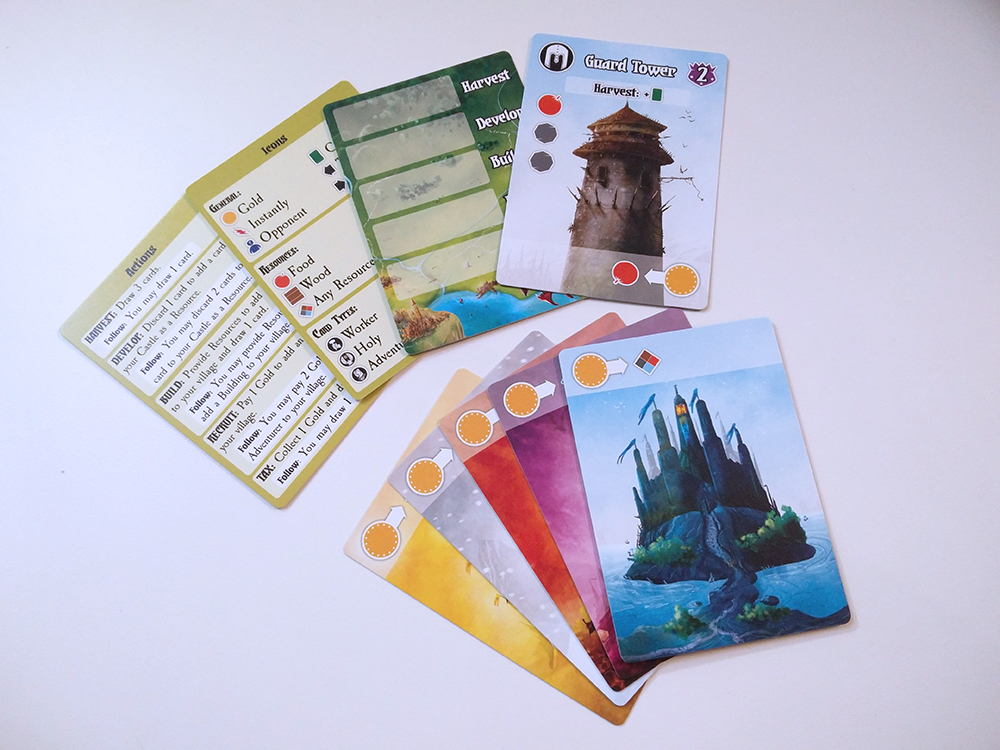 Actions
HARVEST: Draw 3 cards.
Follow: You may draw 1 card.
DEVELOP: Discard 1 card to add a card
your Castle as a Resource.
Follow: You may discard 2 cards to
card to your Castle as a Resource.
BUILD: Provide Resources to add
to your village and draw 1 card.
Follow: You may provide
add a Building to your village.
RECRUIT: Pay 1 Gold to add an
your village.
Follow: You may pay 2
Adventurer to your village.
TAX: Collect 1 Gold and
Follow: You may draw 1
Icons
General:
Gold
Instantly
Opponent
Resources:
Food
Wood
Any Resource
Card Types:
Worker
Holy
Harvest
Guard Tower
2
Harvest: +